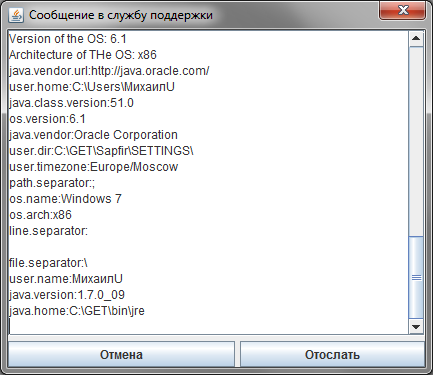 Сообщение в службу поддержки
Version of the OS: 6.1
Architecture of THe OS: x86
java.vendor.url:http://java.oracle.com/
user.home:C:\Users\МихаилU
java.class.version:51.0
os.version:6.1
java.vendor:Oracle Corporation
user.dir:C:\GET\Sapfir\SETTINGS\
user.timezone:Europe/Moscow
path.separator:;
os.name:Windows 7
os.arch:x86
line.separator:
file.separator:\
user.name:МихаилU
java.version:1.7.0_09
java.home:C:\GET\bin\jre
Отмена
Отослать